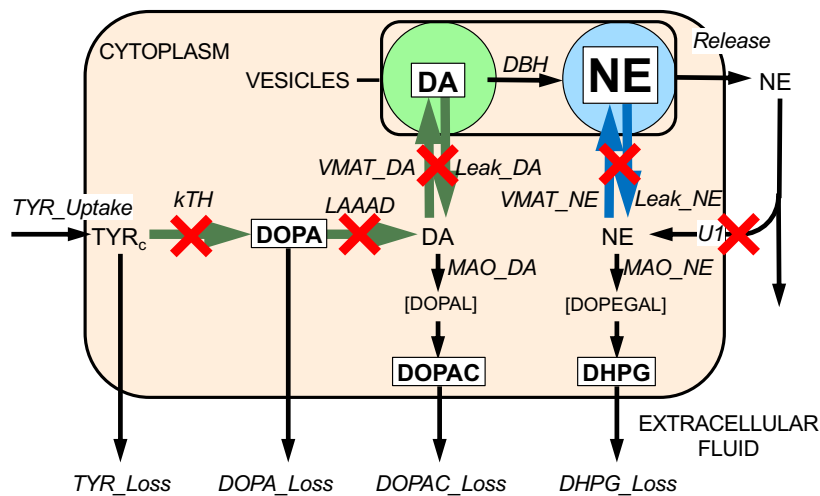 CYTOPLASM
VESICLES
DA
DBH
NE
Release
NE
VMAT_DA
Leak_DA
VMAT_NE
Leak_NE
TYR_Uptake
kTH
LAAAD
TYRc
DOPA
DA
NE
U1
MAO_DA
MAO_NE
[DOPAL]
[DOPEGAL]
DOPAC
DHPG
EXTRACELLULAR
FLUID
TYR_Loss
DOPA_Loss
DOPAC_Loss
DHPG_Loss